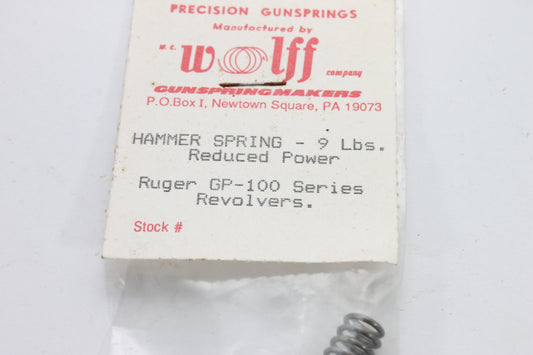 PRECISION GUNSPRINGS
Manufactured by
W.C. Wolff company
GUNSPRINGMAKERS
P.O.Box I, Newtown Square, PA 19073
HAMMER SPRING - 9 Lbs.
Reduced Power
Ruger GP-100 Series
Revolvers.
Stock #